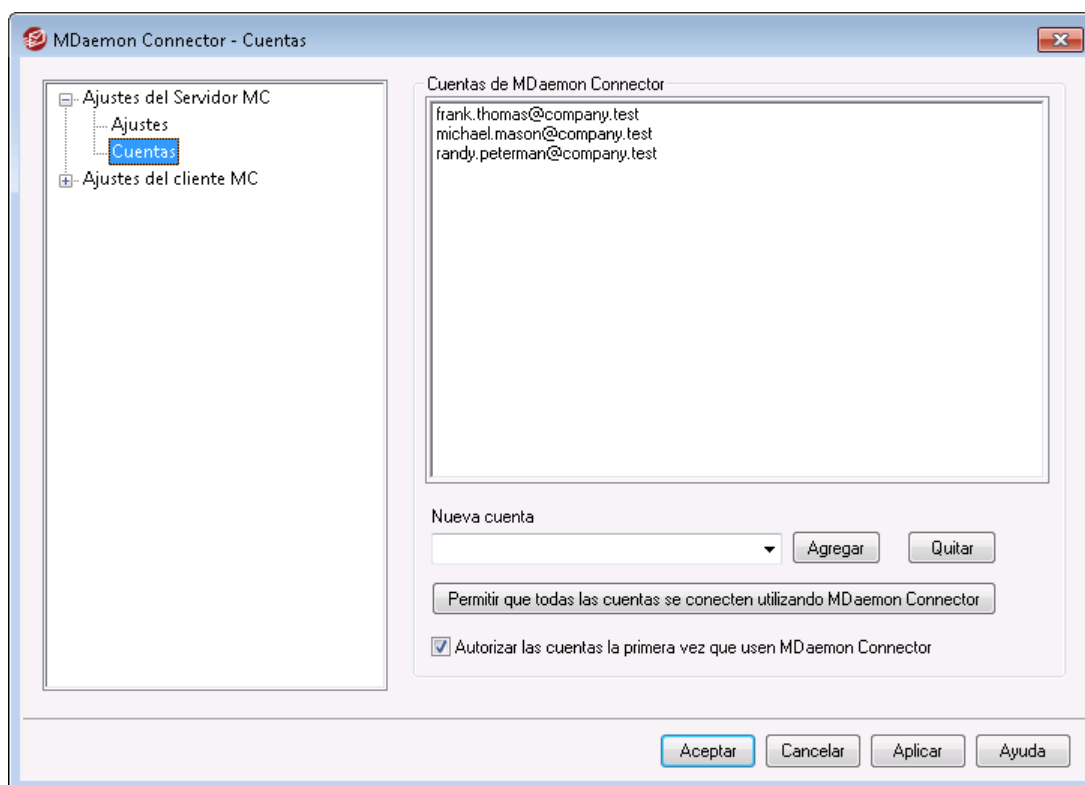 MDaemon Connector - Cuentas
Ajustes del Servidor MC
Ajustes
Cuentas
Ajustes del cliente MC
Cuentas de MDaemon Connector
frank.thomas@company.test
michael.mason@company.test
randy.peterman@company.test
Nueva cuenta
Agregar
Quitar
Permitir que todas las cuentas se conecten utilizando MDaemon Connector
Autorizar las cuentas la primera vez que usen MDaemon Connector
Aceptar
Cancelar
Aplicar
Ayuda